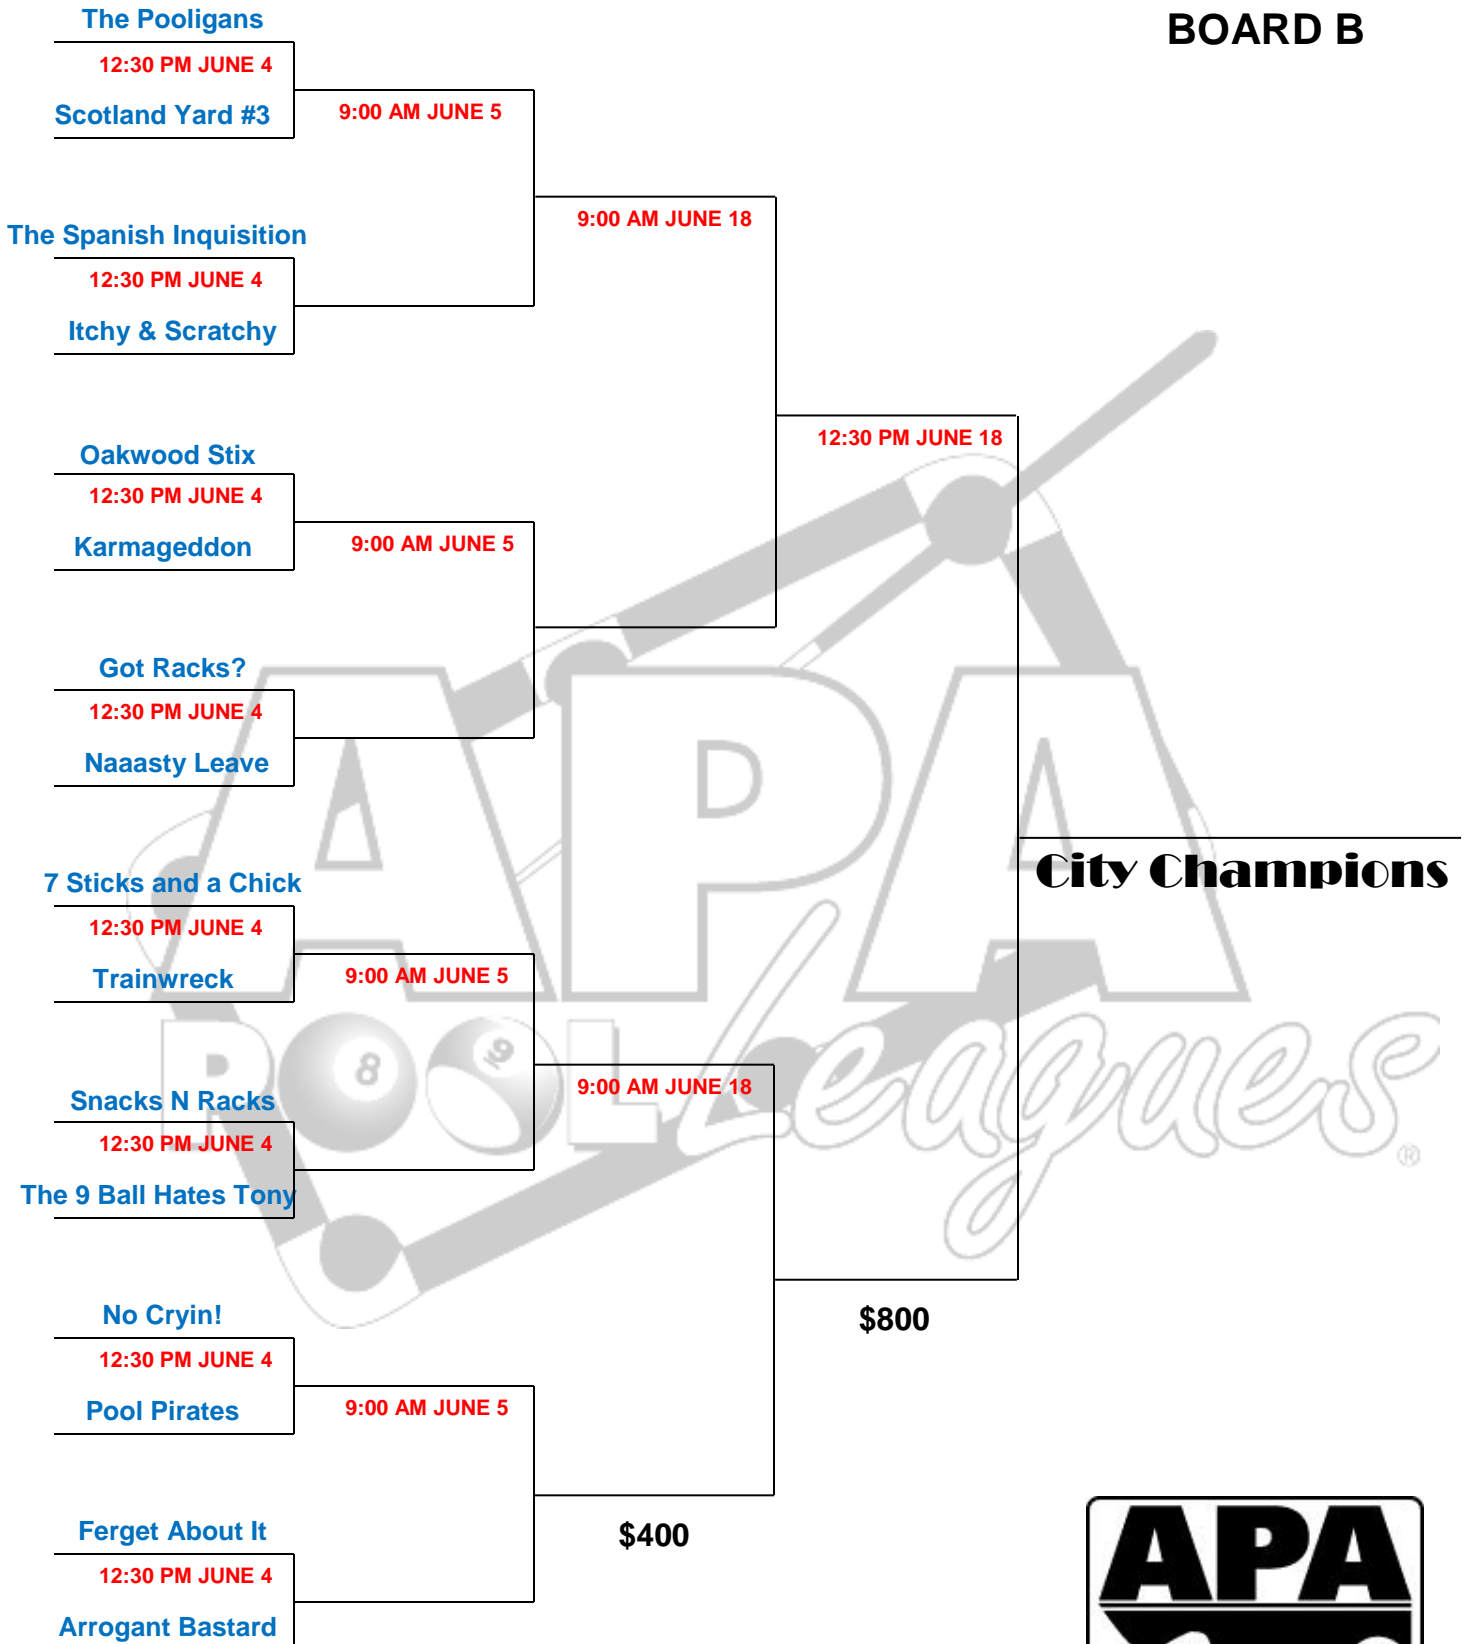 The Pooligans
BOARD B
12:30 PM JUNE 4
Scotland Yard #3
9:00 AM JUNE 5
9:00 AM JUNE 18
The Spanish Inquisition
12:30 PM JUNE 4
Itchy & Scratchy
12:30 PM JUNE 18
Oakwood Stix
12:30 PM JUNE 4
Karmageddon
9:00 AM JUNE 5
Got Racks?
12:30 PM JUNE 4
Naaasty Leave
City Champions
7 Sticks and a Chick
12:30 PM JUNE 4
Trainwreck
9:00 AM JUNE 5
9:00 AM JUNE 18
Snacks N Racks
12:30 PM JUNE 4
The 9 Ball Hates Tony
No Cryin!
$800
12:30 PM JUNE 4
Pool Pirates
9:00 AM JUNE 5
Ferget About It
$400
12:30 PM JUNE 4
Arrogant Bastard
APA
POOL Leagues®
8
9
APA